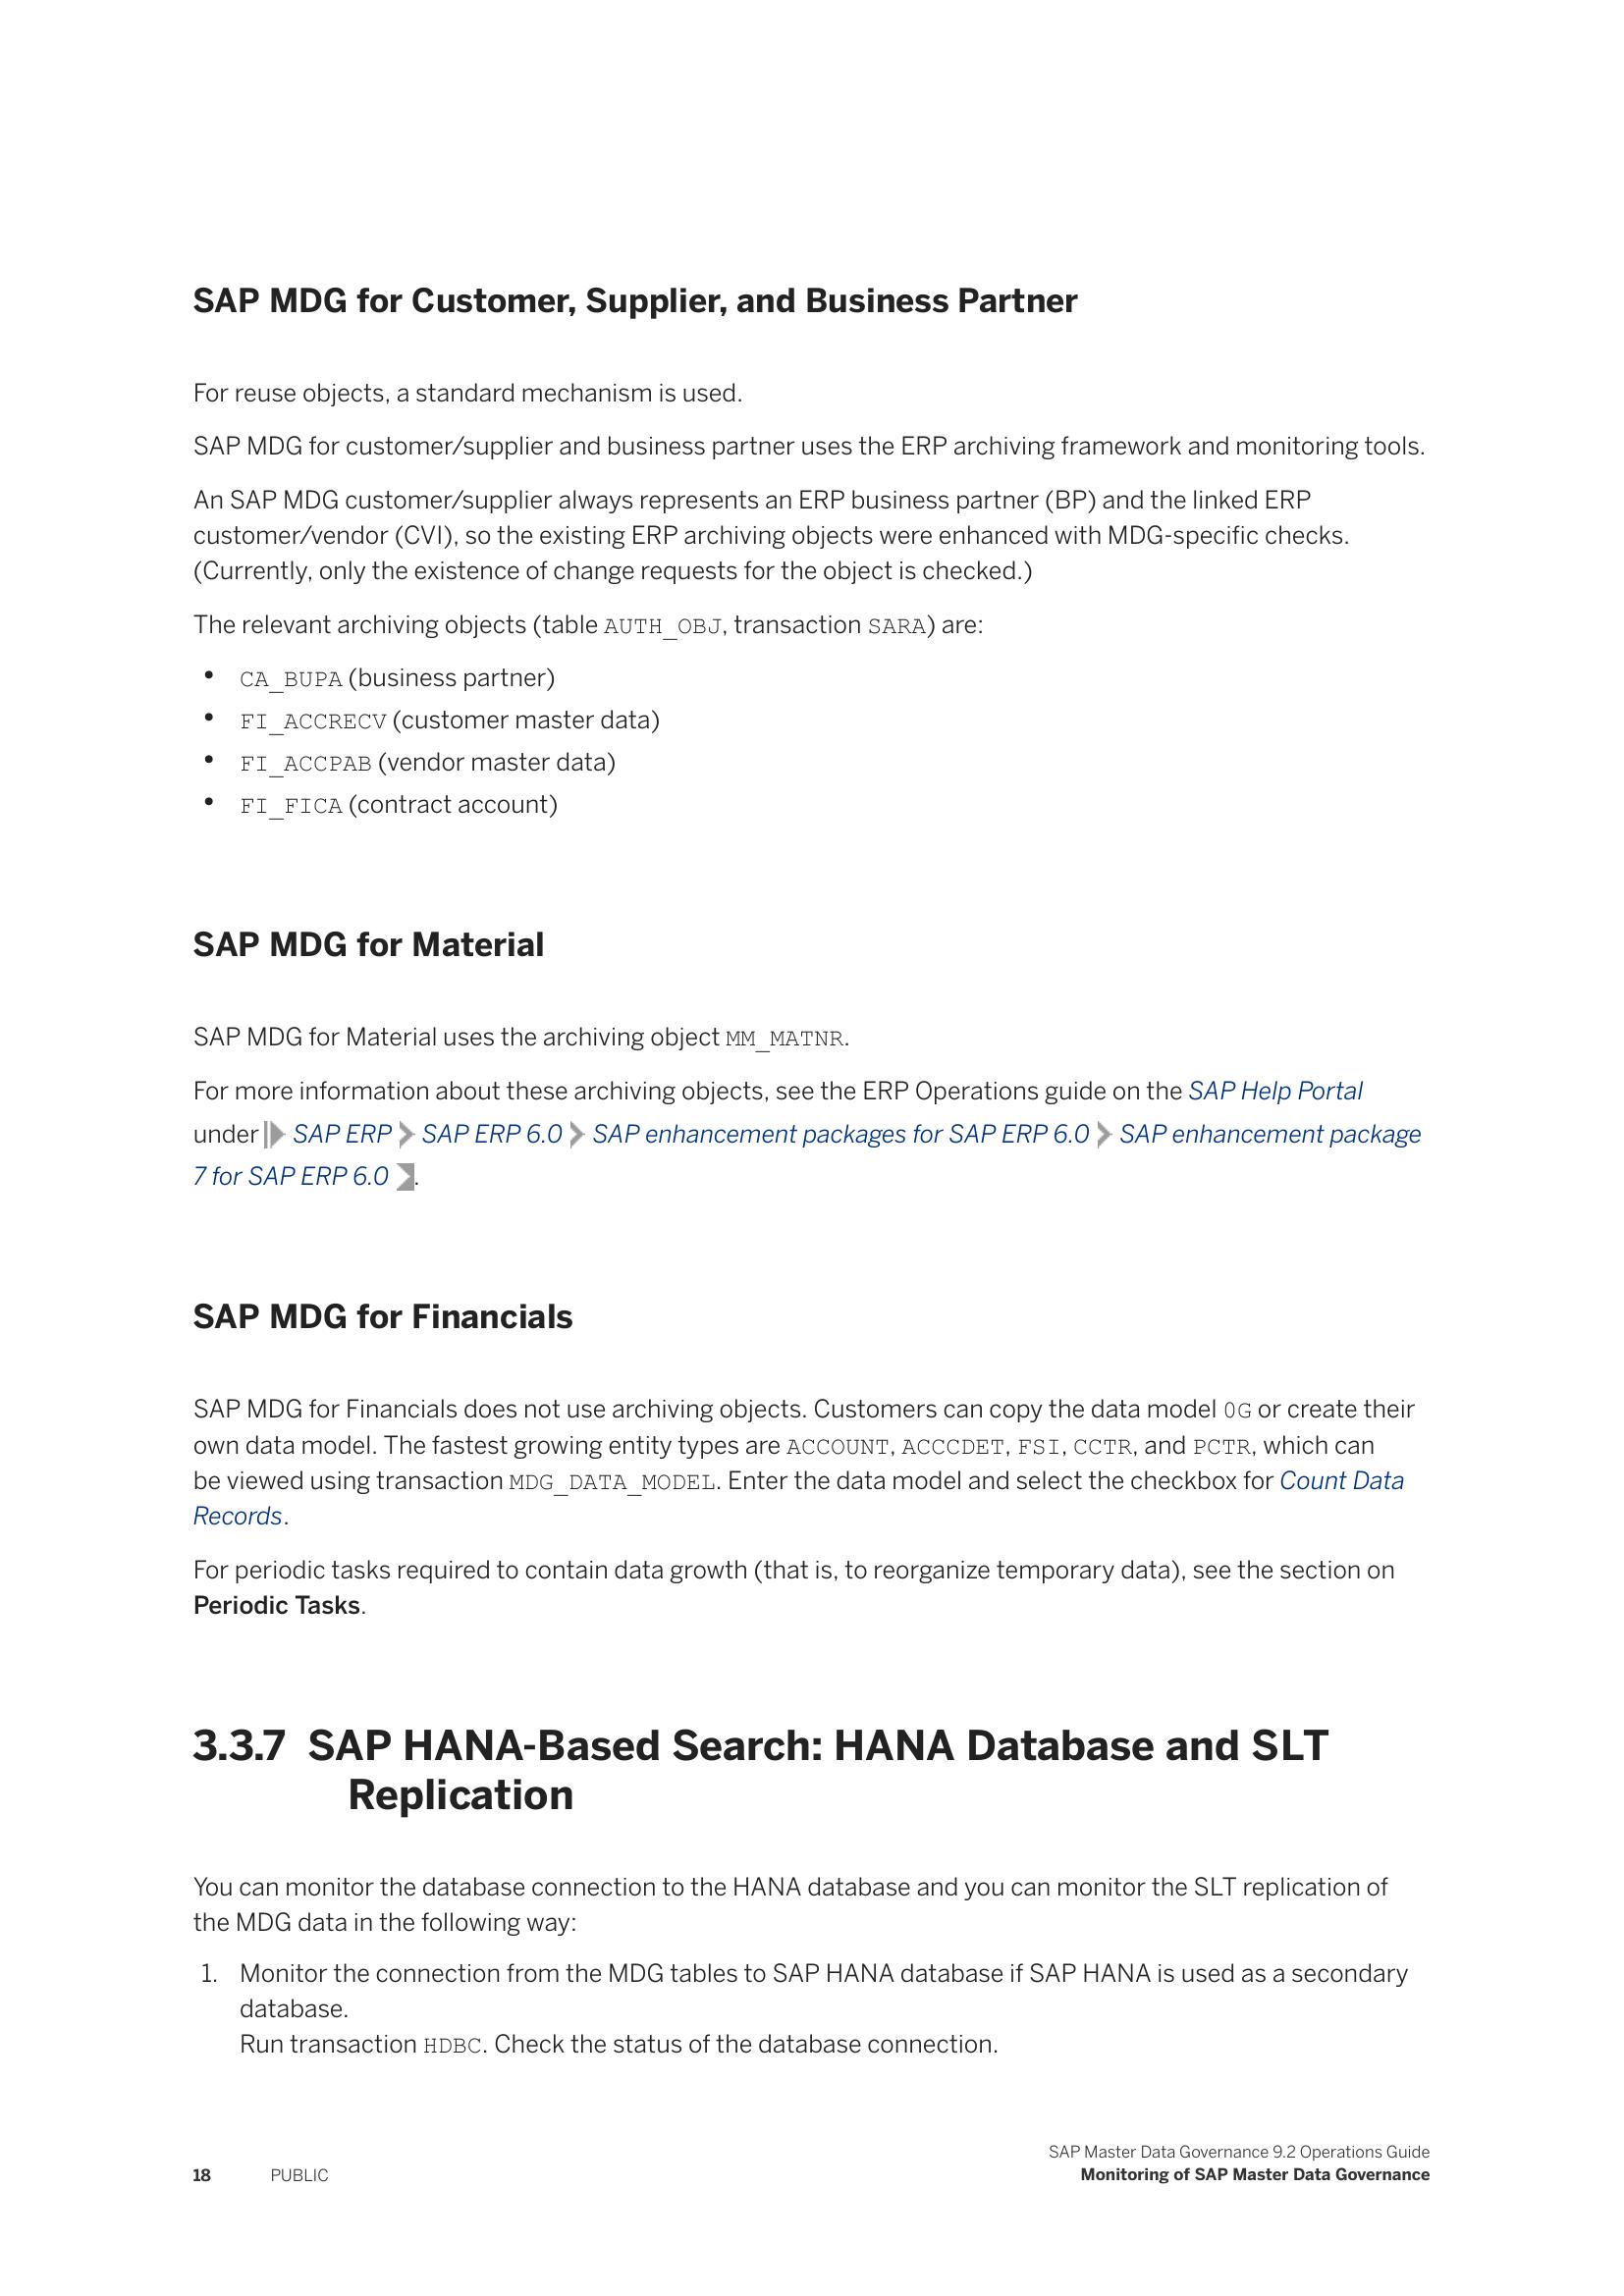 SAP MDG for Customer, Supplier, and Business Partner
For reuse objects, a standard mechanism is used.
SAP MDG for customer/supplier and business partner uses the ERP archiving framework and monitoring tools.
An SAP MDG customer/supplier always represents an ERP business partner (BP) and the linked ERP
customer/vendor (CVI), so the existing ERP archiving objects were enhanced with MDG-specific checks.
(Currently, only the existence of change requests for the object is checked.)
The relevant archiving objects (table AUTH_OBJ, transaction SARA) are:
• CA_BUPA (business partner)
• FI_ACCRECV (customer master data)
• FI_ACCPAB (vendor master data)
• FI_FICA (contract account)
SAP MDG for Material
SAP MDG for Material uses the archiving object MM_MATNR.
For more information about these archiving objects, see the ERP Operations guide on the SAP Help Portal
under SAP ERP SAP ERP 6.0 SAP enhancement packages for SAP ERP 6.0 SAP enhancement package
7 for SAP ERP 6.0 .
SAP MDG for Financials
SAP MDG for Financials does not use archiving objects. Customers can copy the data model 0G or create their
own data model. The fastest growing entity types are ACCOUNT, ACCCDET, FSI, CCTR, and PCTR, which can
be viewed using transaction MDG_DATA_MODEL. Enter the data model and select the checkbox for Count Data
Records.
For periodic tasks required to contain data growth (that is, to reorganize temporary data), see the section on
Periodic Tasks.
3.3.7 SAP HANA-Based Search: HANA Database and SLT
Replication
You can monitor the database connection to the HANA database and you can monitor the SLT replication of
the MDG data in the following way:
1. Monitor the connection from the MDG tables to SAP HANA database if SAP HANA is used as a secondary
database.
Run transaction HDBC. Check the status of the database connection.
SAP Master Data Governance 9.2 Operations Guide
18 PUBLIC Monitoring of SAP Master Data Governance